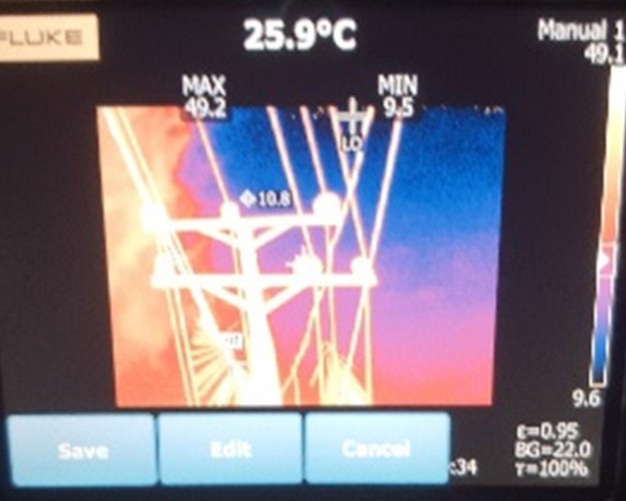 FLUKE
25.9°C
Manual 1
49.1
MAX
49.2
MIN
9.5
LO
10.8
9.6
Save
Edit
Cancel
:34
ε=0.95
BG=22.0
τ=100%